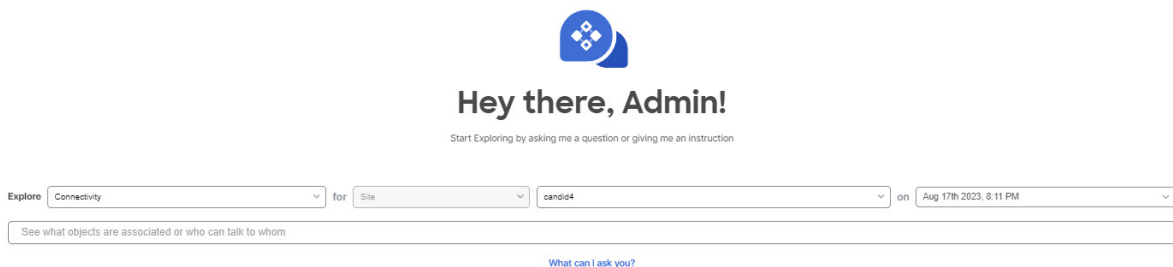 Hey there, Admin!
Start Exploring by asking me a question or giving me an instruction
Explore Connectivity for Site candid4 on Aug 17th 2023, 8:11 PM
See what objects are associated or who can talk to whom
What can I ask you?